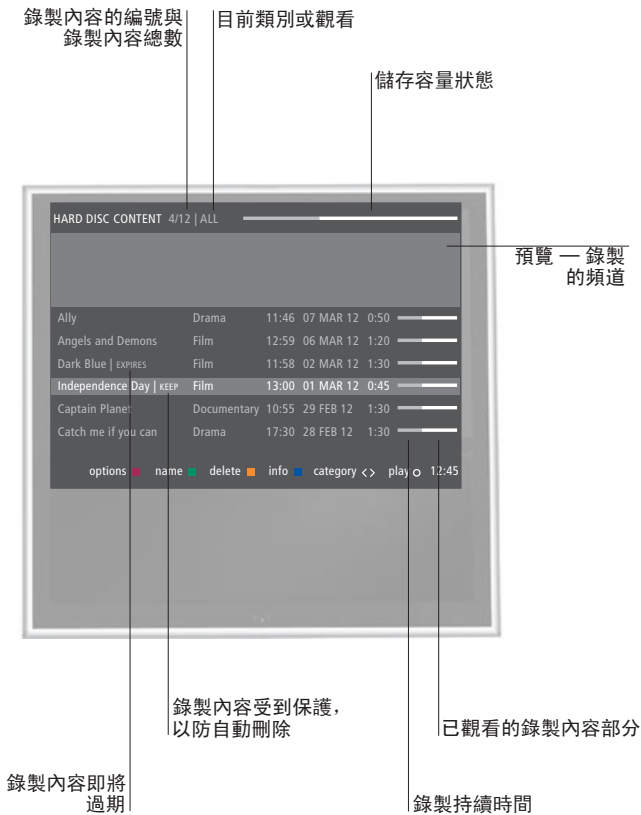 錄製內容的編號與
錄製內容總數
目前類別或觀看
儲存容量狀態
HARD DISC CONTENT 4/12 | ALL
預覽 — 錄製
的頻道
Ally Drama 11:46 07 MAR 12 0:50
Angels and Demons Film 12:59 06 MAR 12 1:20
Dark Blue | EXPIRES Film 11:58 02 MAR 12 1:30
Independence Day | KEEP Film 13:00 01 MAR 12 0:45
Captain Planet Documentary 10:55 29 FEB 12 1:30
Catch me if you can Drama 17:30 28 FEB 12 1:30
options name delete info category <> play 12:45
錄製內容受到保護，
以防自動刪除
已觀看的錄製內容部分
錄製內容即將
過期
錄製持續時間